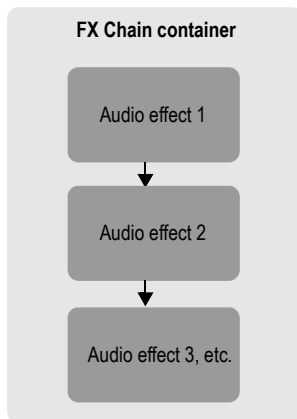 FX Chain container
Audio effect 1
Audio effect 2
Audio effect 3, etc.